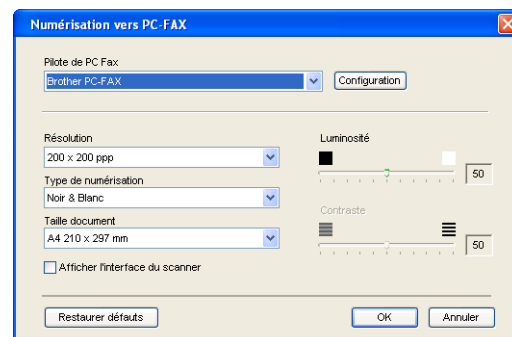 Numérisation vers PC-FAX
Pilote de PC Fax
Brother PC-FAX
Configuration
Résolution
200 x 200 ppp
Type de numérisation
Noir & Blanc
Taille document
A4 210 x 297 mm
Afficher l'interface du scanner
Luminosité
50
Contraste
50
Restaurer défauts
OK
Annuler